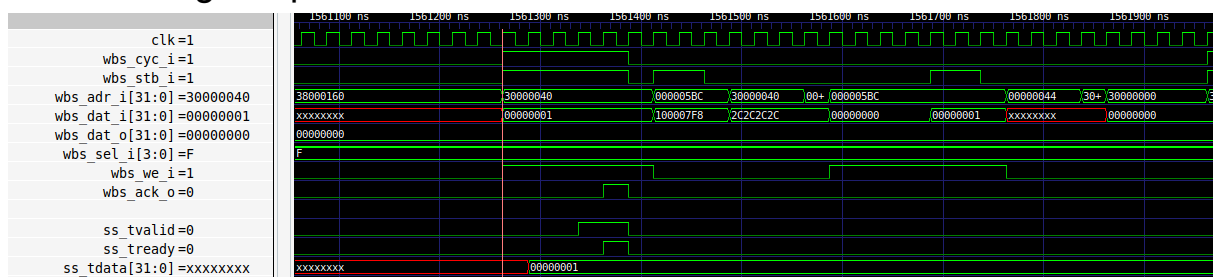 1561100 ns 1561200 ns 1561300 ns 1561400 ns 1561500 ns 1561600 ns 1561700 ns 1561800 ns 1561900 ns
clk=1
wbs_cyc_i=1
wbs_stb_i=1
wbs_adr_i[31:0]=30000040 38000160 30000040 000005BC 30000040 00+ 000005BC 00000044 30+ 30000000
wbs_dat_i[31:0]=00000001 xxxxxxxx 00000001 100007F8 2C2C2C2C 00000000 00000001 xxxxxxxx 00000000
wbs_dat_o[31:0]=00000000 00000000
wbs_sel_i[3:0]=F F
wbs_we_i=1
wbs_ack_o=0
ss_tvalid=0
ss_tready=0
ss_tdata[31:0]=xxxxxxxx xxxxxxxx 00000001